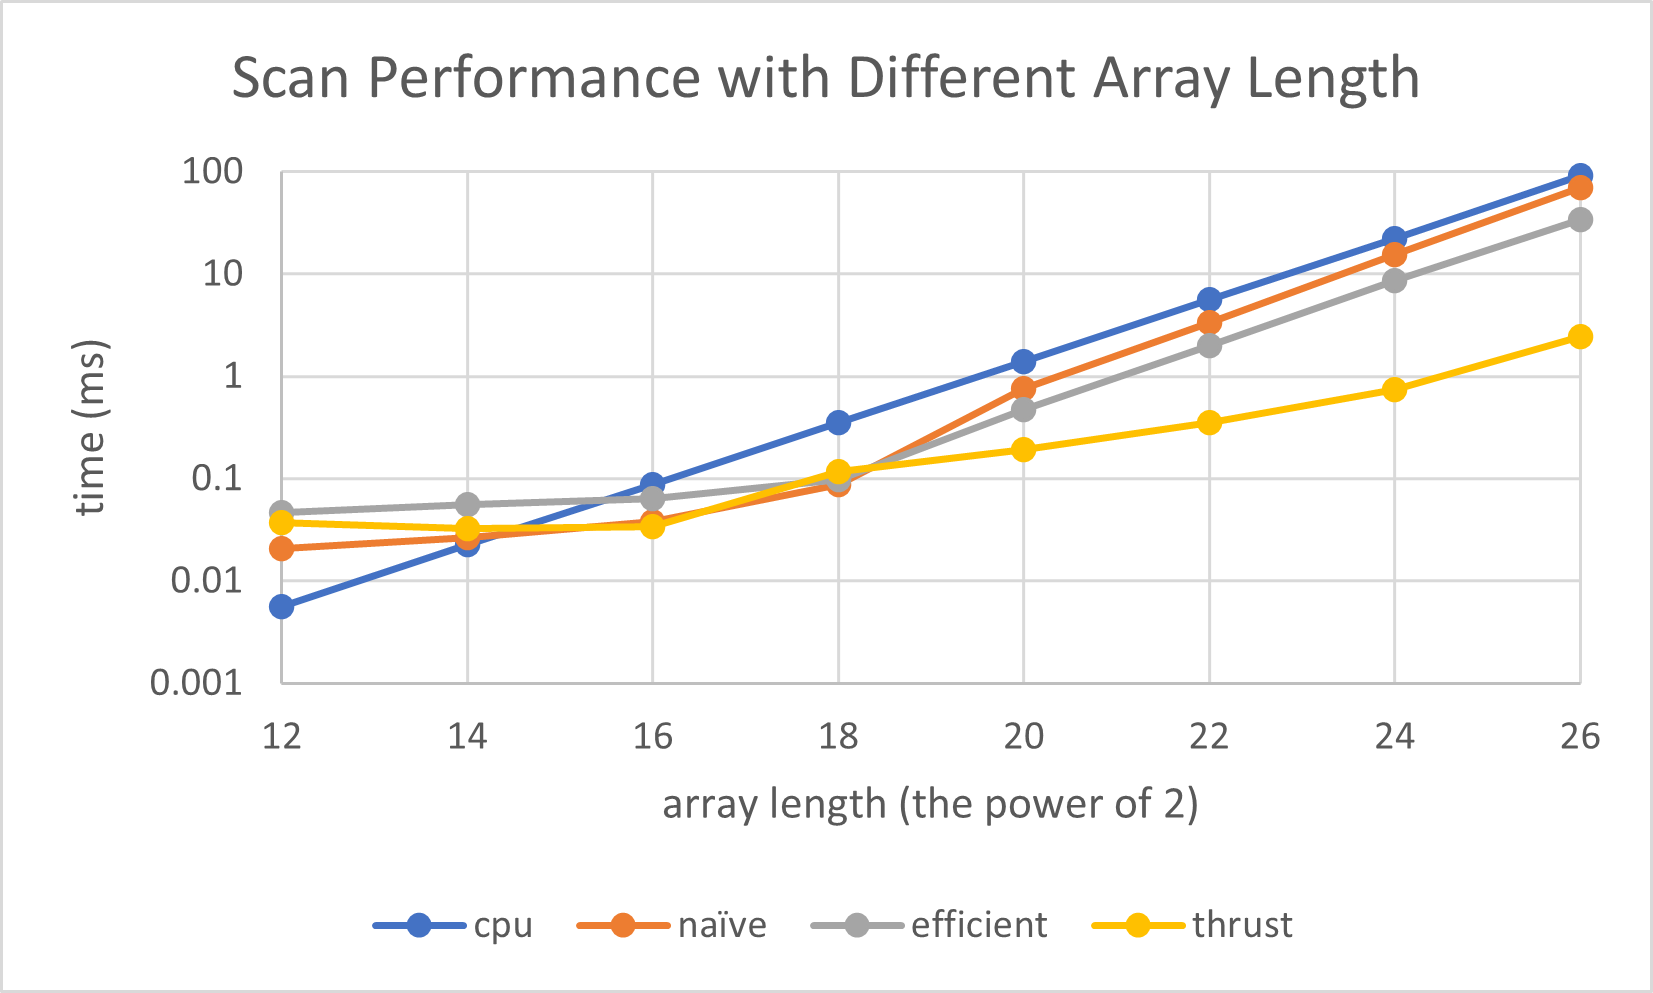 Scan Performance with Different Array Length
100
10
1
0.1
0.01
0.001
time (ms)
12 14 16 18 20 22 24 26
array length (the power of 2)
cpu naïve efficient thrust